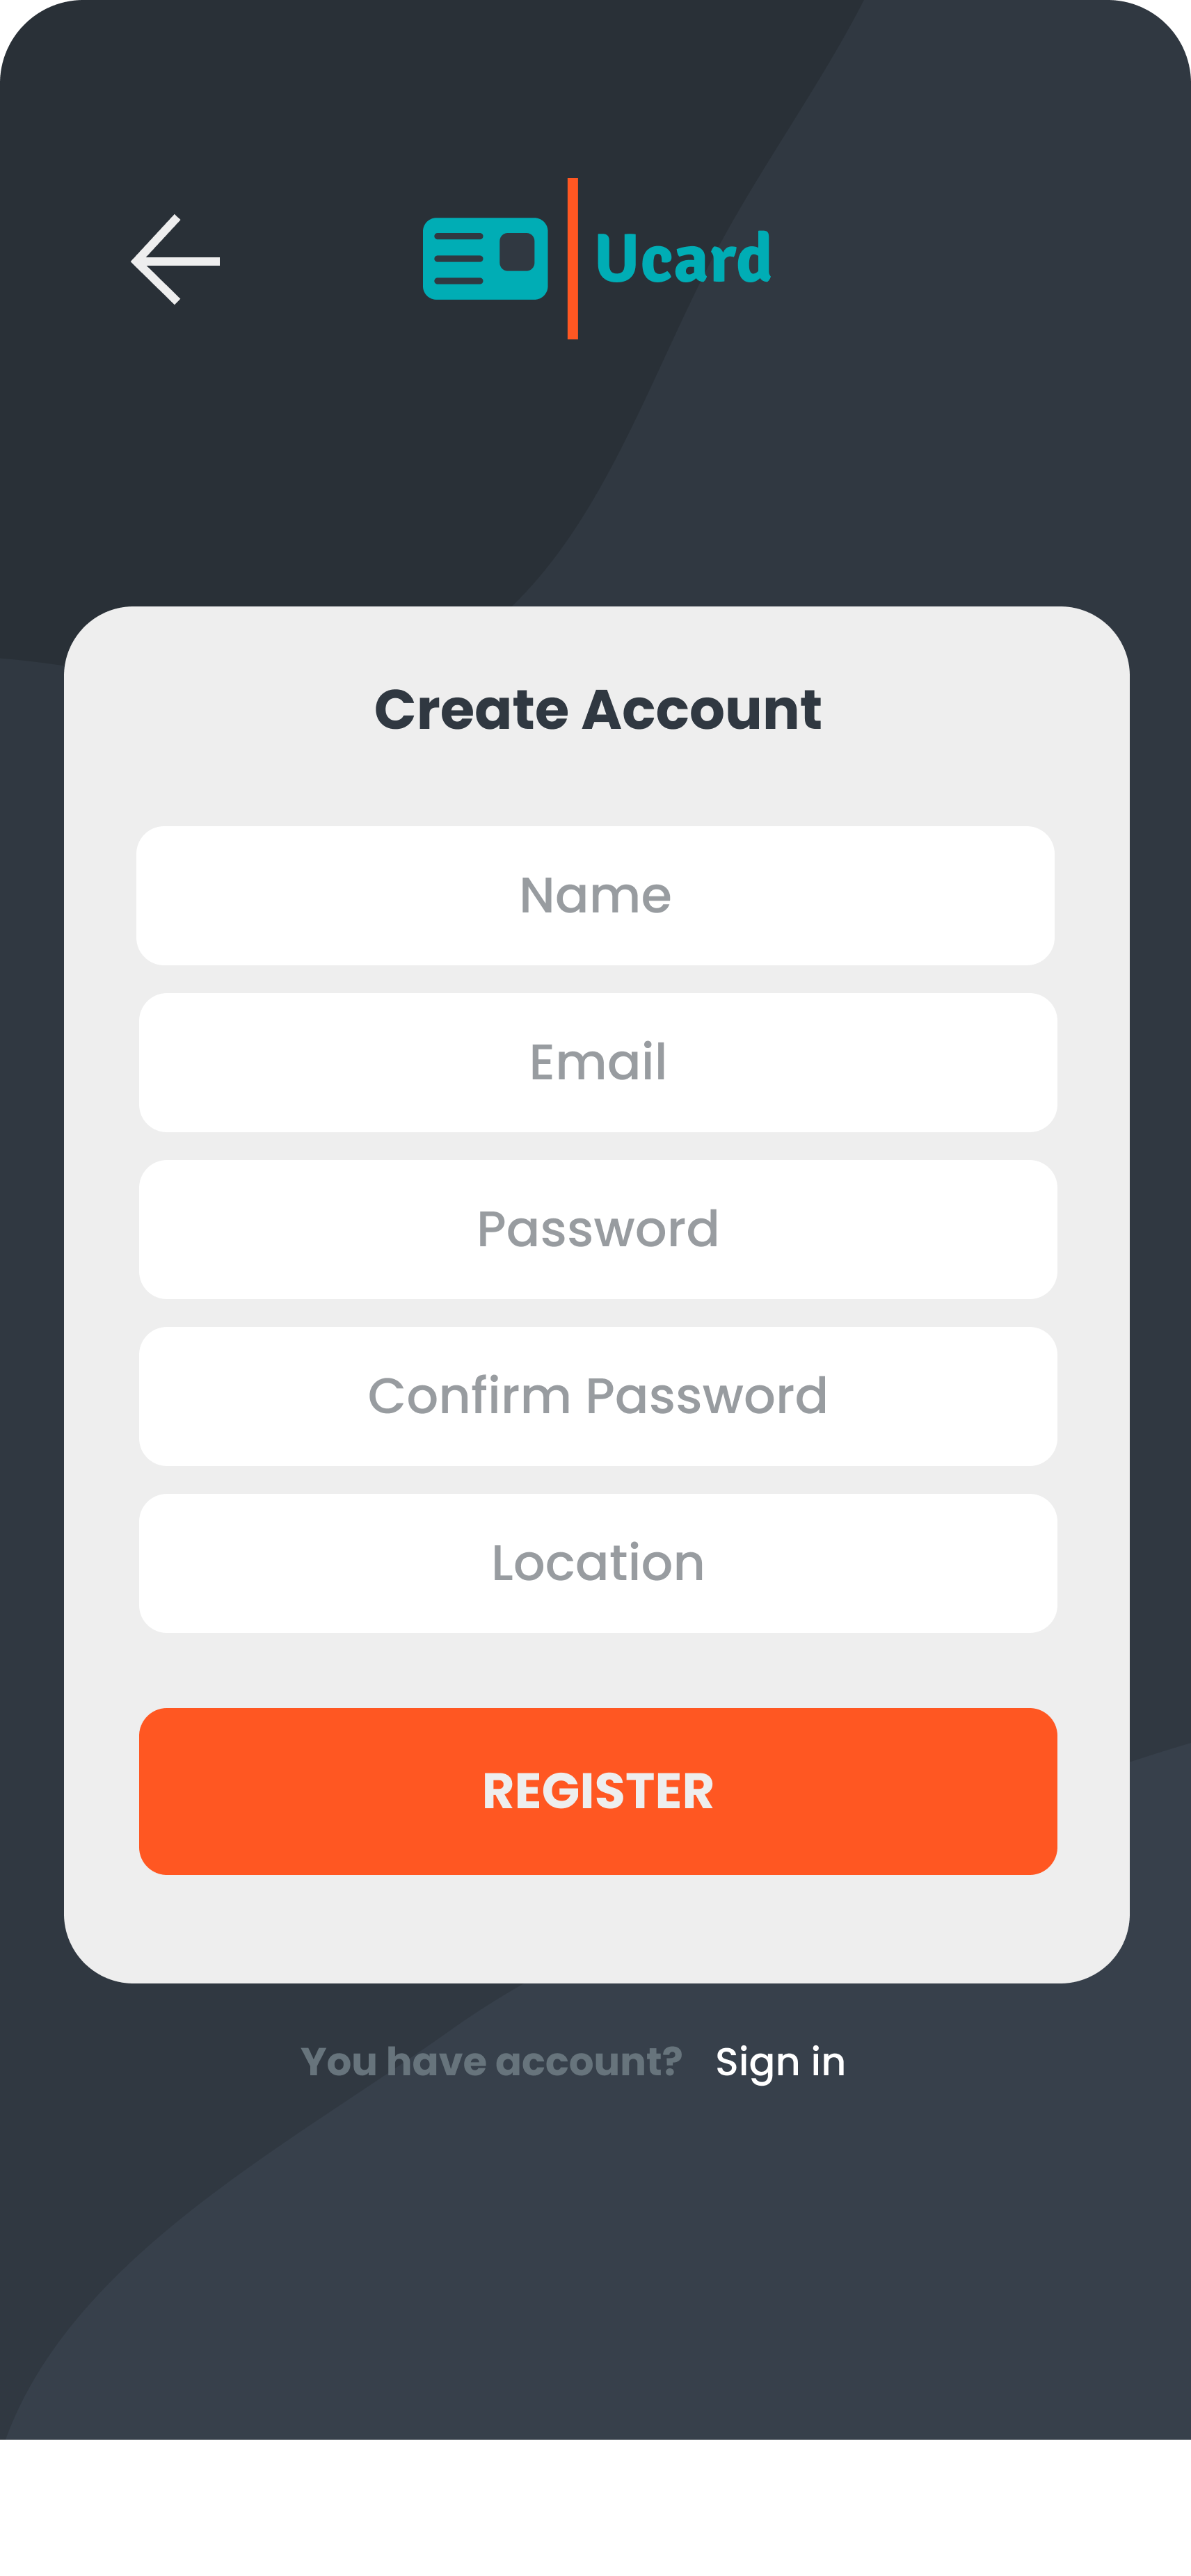 Ucard
Create Account
Name
Email
Password
Confirm Password
Location
REGISTER
You have account? Sign in